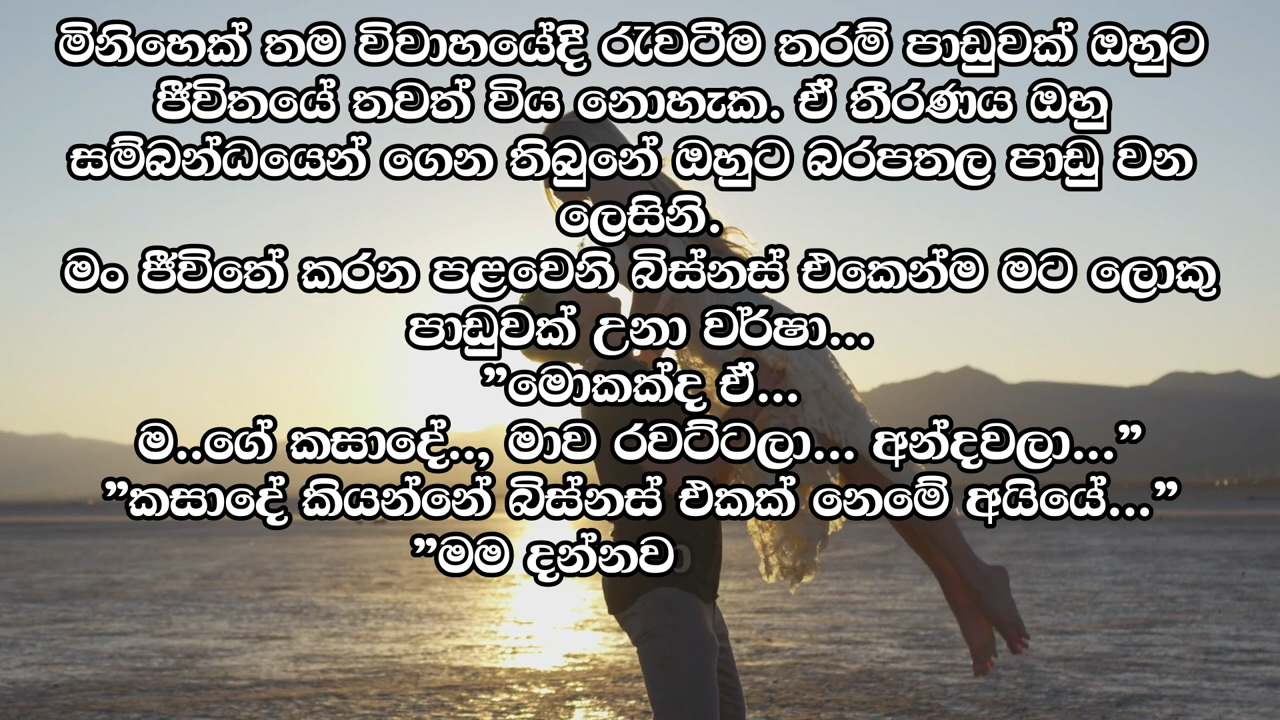 මිනිහෙක් තම විවාහයේදී රැවටීම තරම් පාඩුවක් ඔහුට
ජීවිතයේ තවත් විය නොහැක. ඒ තීරණය ඔහු
සම්බන්ධයෙන් ගෙන තිබුනේ ඔහුට බරපතල පාඩු වන
ලෙසිනි.
මං ජීවිතේ කරන පළවෙනි බිස්නස් එකෙන්ම මට ලොකු
පාඩුවක් උනා වර්ෂා...
”මොකක්ද ඒ...
ම..ගේ කසාදේ.., මාව රවට්ටලා... අන්දවලා...”
”කසාදේ කියන්නේ බිස්නස් එකක් නෙමේ අයියේ...”
”මම දන්නවා